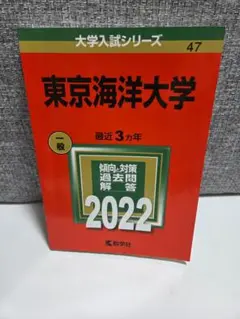 大学入試シリーズ
47
東京海洋大学
最近3カ年
一般
傾向と対策
過去問
解答
2022
教学社